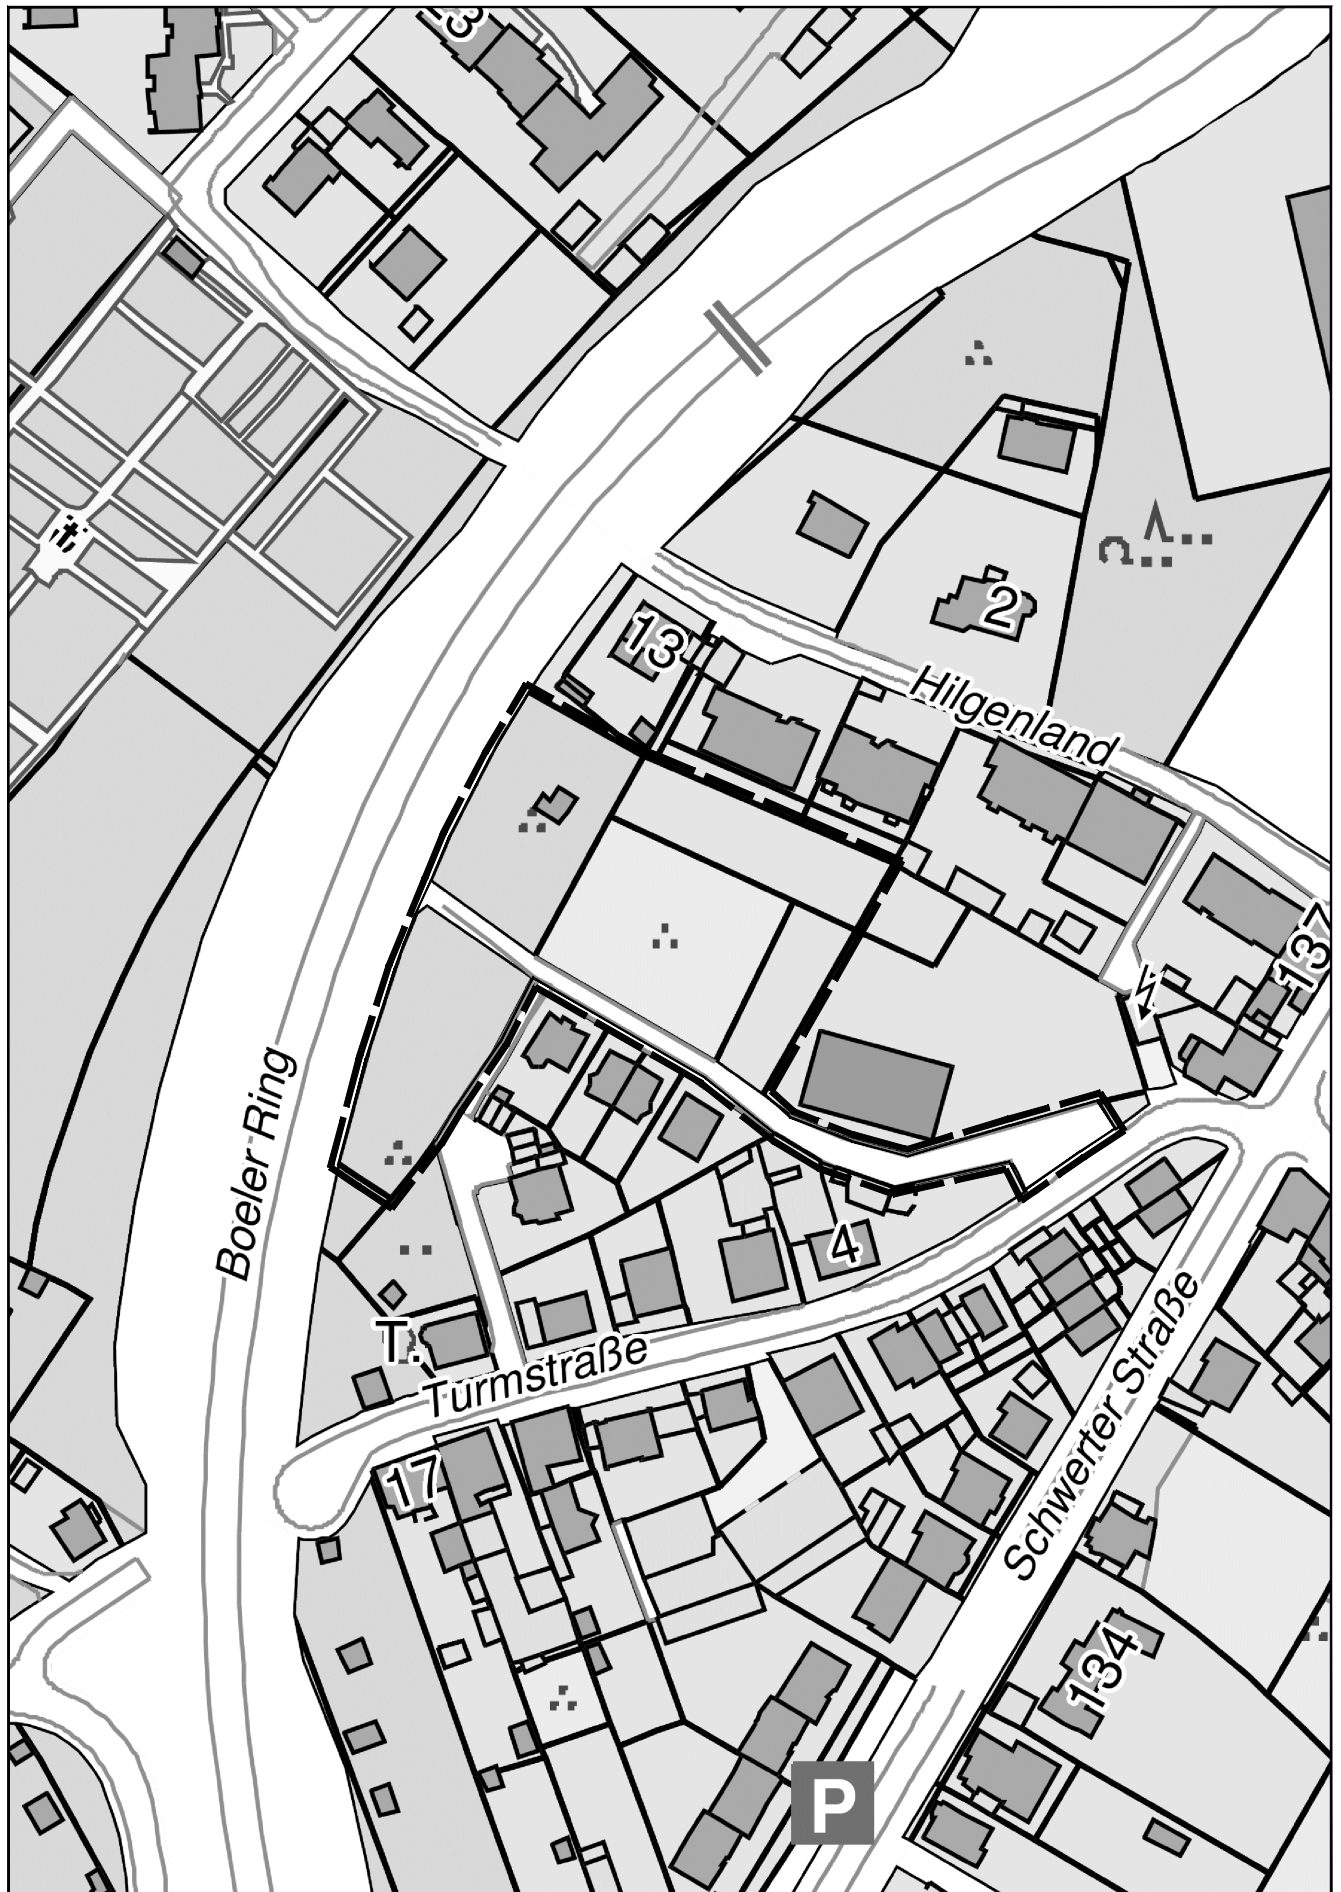 13
2
Hilgenland
137
Boeler Ring
4
T.
Turmstraße
Schwerter Straße
17
134
P